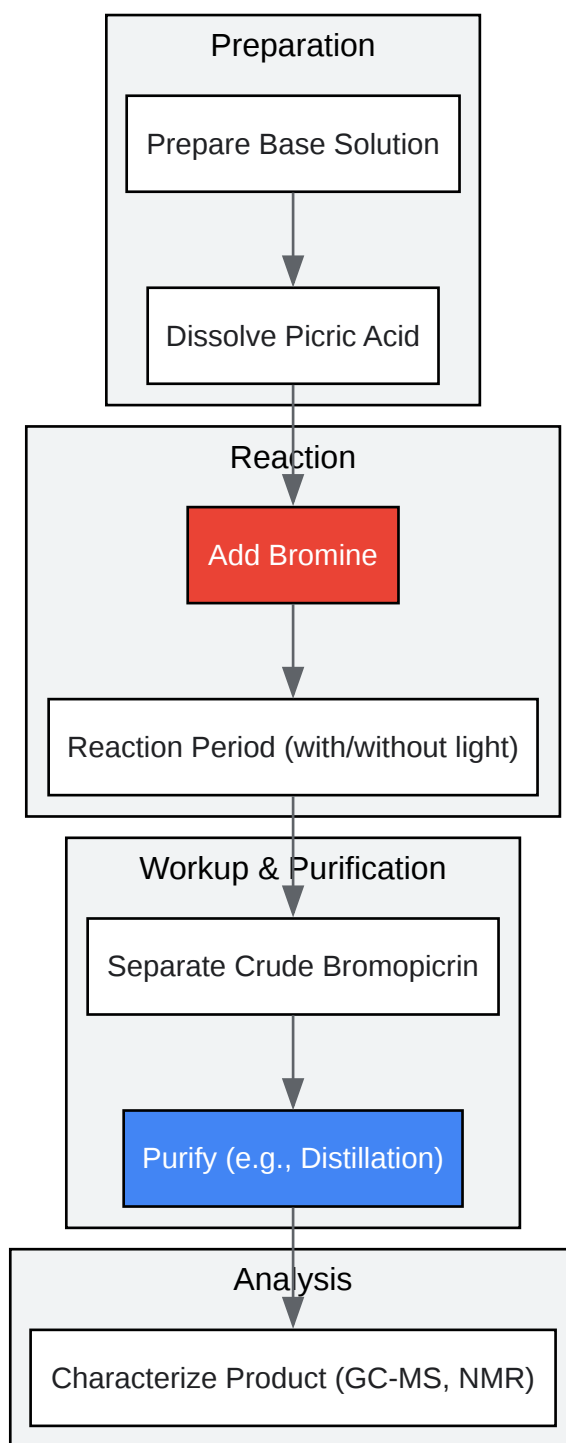 Preparation
Prepare Base Solution
Dissolve Picric Acid
Reaction
Add Bromine
Reaction Period (with/without light)
Workup & Purification
Separate Crude Bromopicrin
Purify (e.g., Distillation)
Analysis
Characterize Product (GC-MS, NMR)